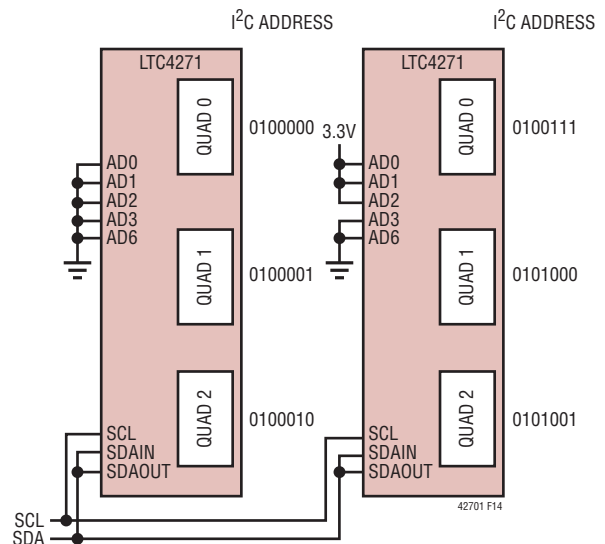 I2C ADDRESS
I2C ADDRESS
LTC4271
QUAD 0
0100000
AD0
AD1
AD2
AD3
AD6
QUAD 1
0100001
QUAD 2
0100010
SCL
SDAIN
SDAOUT
3.3V
LTC4271
QUAD 0
0100111
AD0
AD1
AD2
AD3
AD6
QUAD 1
0101000
QUAD 2
0101001
SCL
SDAIN
SDAOUT
42701 F14
SCL
SDA